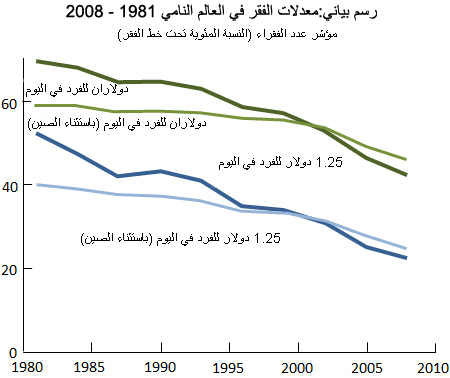 رسم بياني:معدلات الفقر في العالم النامي 1981 - 2008
مؤشر عدد الفقراء (النسبة المئوية تحت خط الفقر)
دولاران للفرد في اليوم
60
دولاران للفرد في اليوم (باستثناء الصين)
1.25 دولار للفرد في اليوم
40
1.25 دولار للفرد في اليوم (باستثناء الصين)
20
0
1980 1985 1990 1995 2000 2005 2010